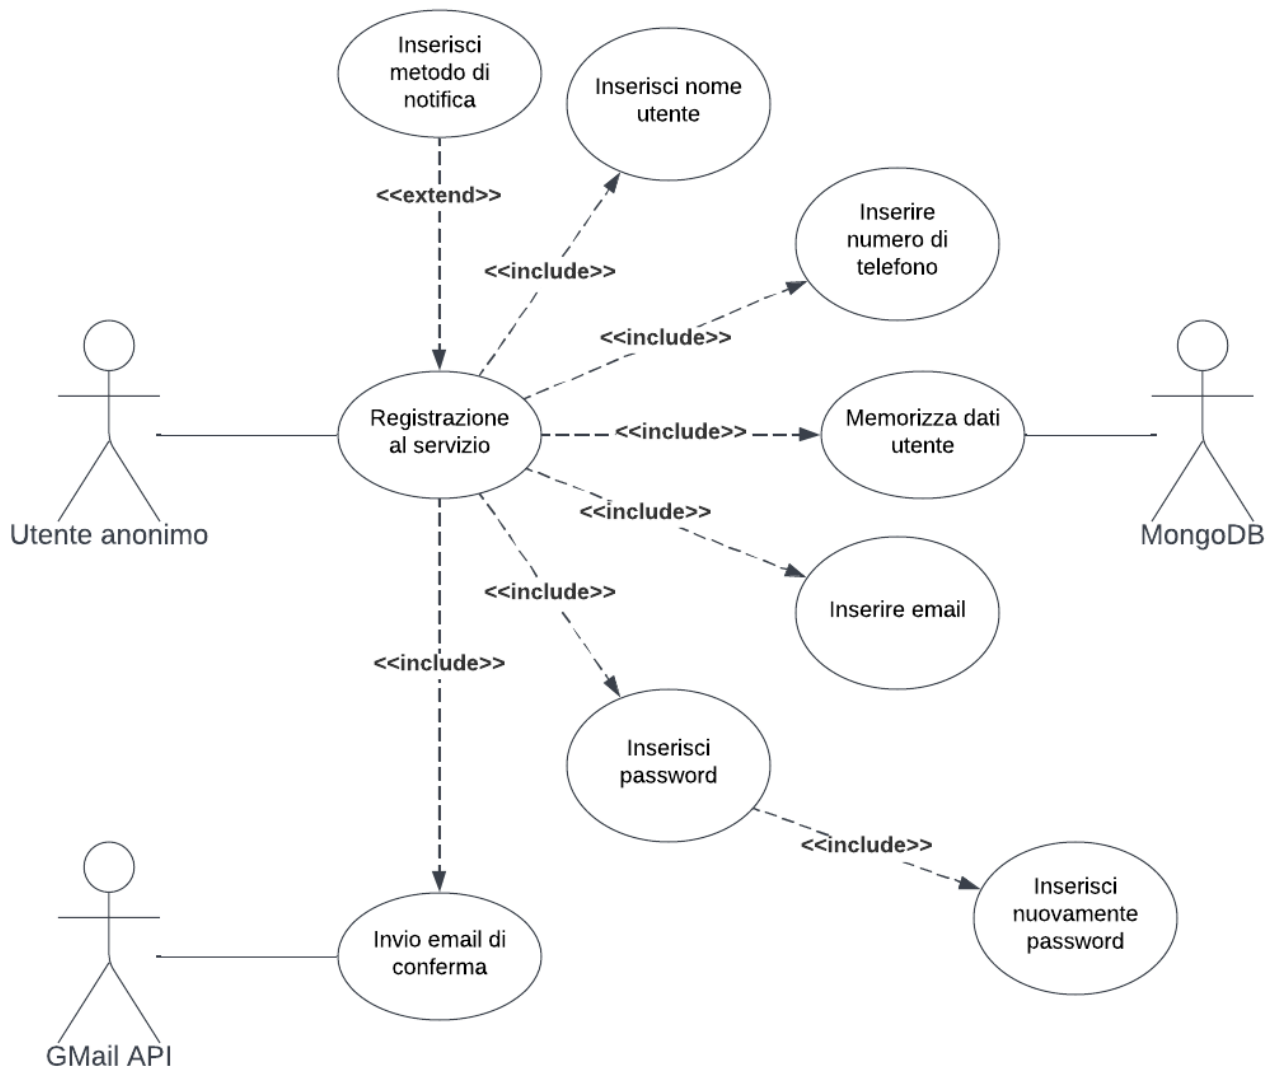 Inserisci
metodo di
notifica
Inserisci nome
utente
<<extend>>
Inserire
numero di
telefono
<<include>>
<<include>>
Registrazione
al servizio
<<include>>
Memorizza dati
utente
Utente anonimo
MongoDB
<<include>>
<<include>>
Inserire email
<<include>>
Inserisci
password
<<include>>
Inserisci
nuovamente
password
Invio email di
conferma
GMail API